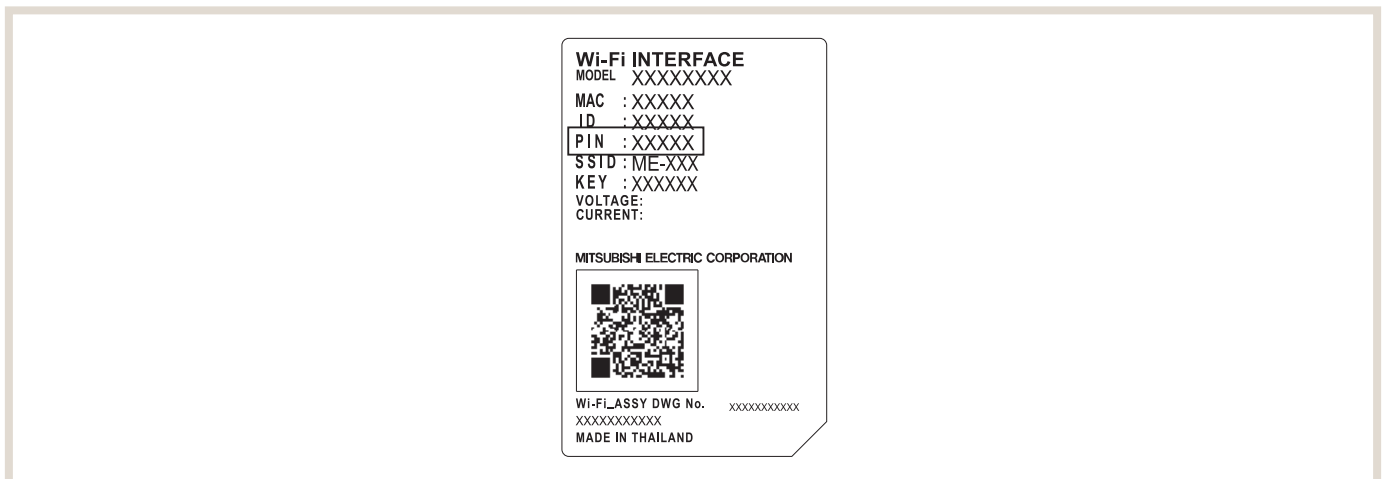 Wi-Fi INTERFACE
MODEL XXXXXXXX
MAC : XXXXX
ID : XXXXX
PIN : XXXXX
SSID : ME-XXX
KEY : XXXXXX
VOLTAGE:
CURRENT:
MITSUBISHI ELECTRIC CORPORATION
Wi-Fi_ASSY DWG No. XXXXXXXXXXX
XXXXXXXXXXX
MADE IN THAILAND